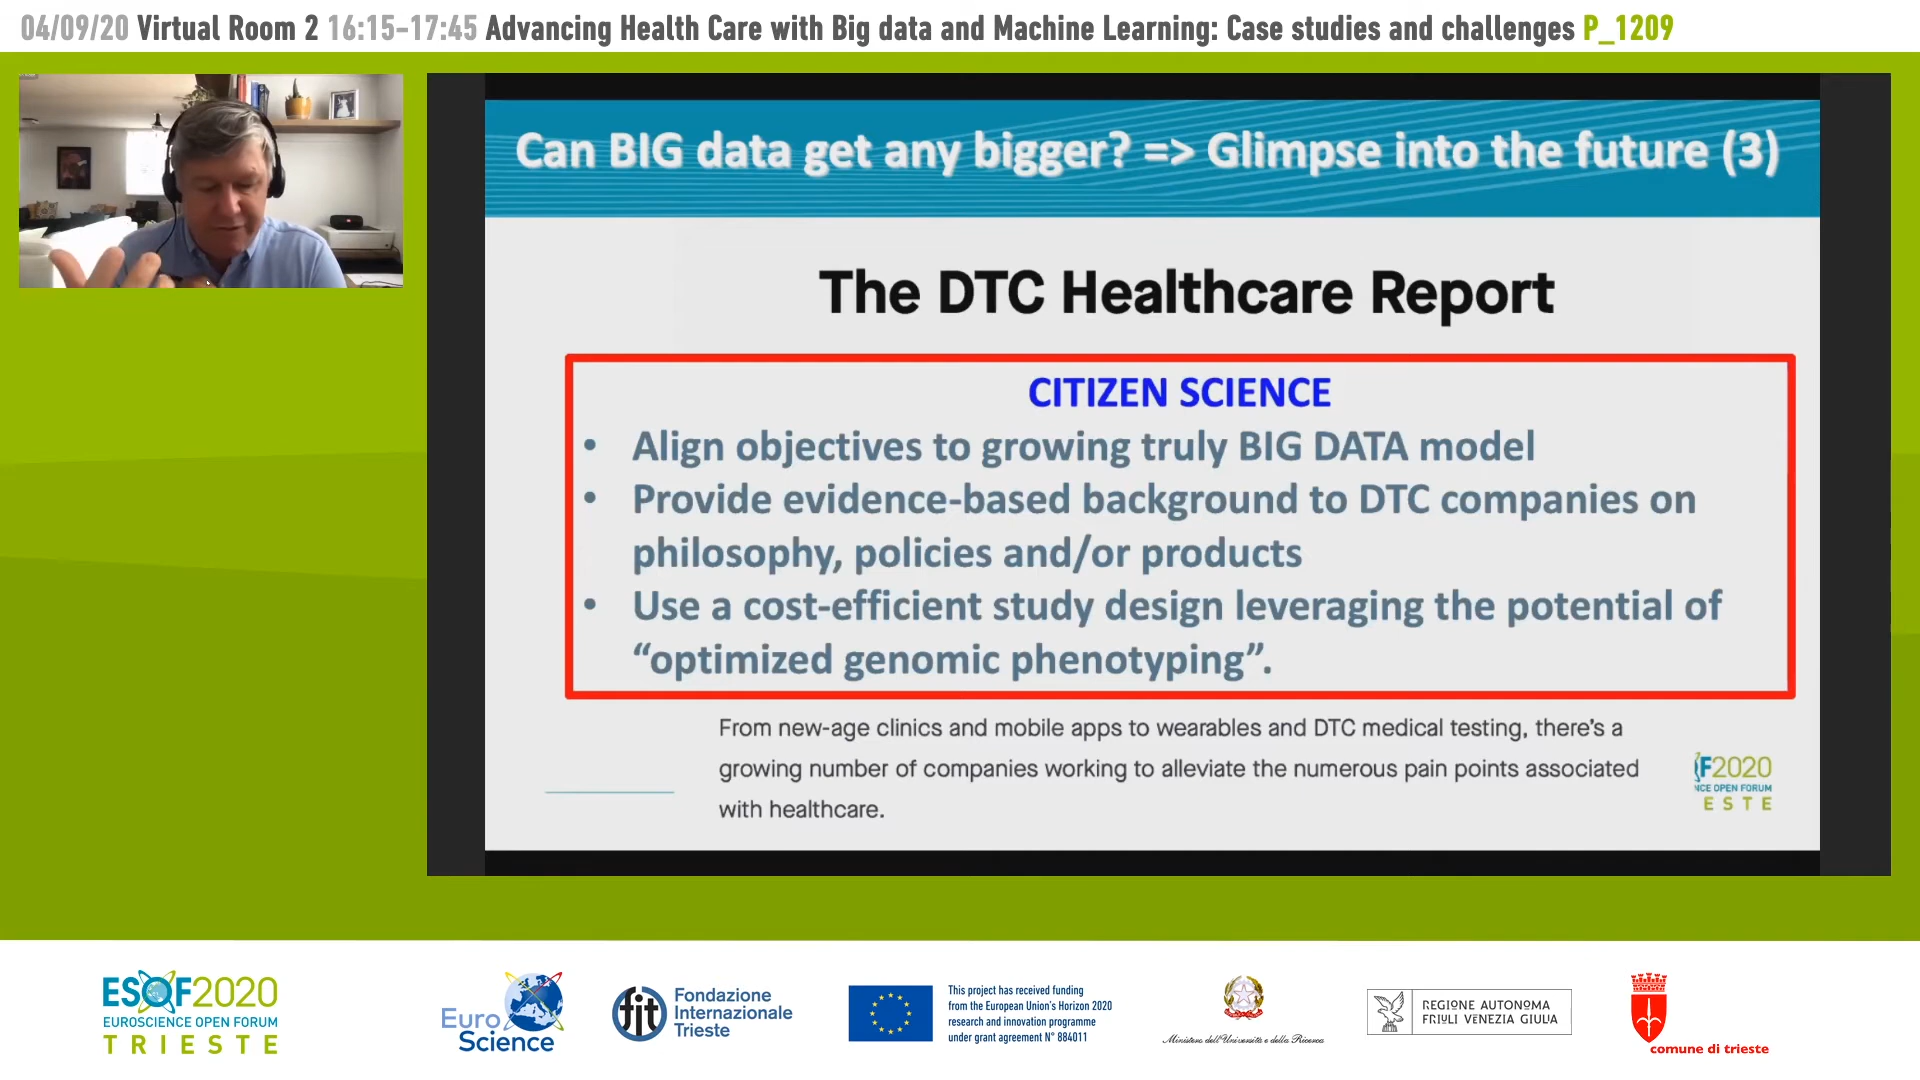 04/09/20 Virtual Room 2 16:15-17:45 Advancing Health Care with Big data and Machine Learning: Case studies and challenges P_1209
Can BIG data get any bigger? => Glimpse into the future (3)
The DTC Healthcare Report
CITIZEN SCIENCE
• Align objectives to growing truly BIG DATA model
• Provide evidence-based background to DTC companies on
philosophy, policies and/or products
• Use a cost-efficient study design leveraging the potential of
“optimized genomic phenotyping”.
From new-age clinics and mobile apps to wearables and DTC medical testing, there's a
growing number of companies working to alleviate the numerous pain points associated
with healthcare.
F2020
NCE OPEN FORUM
ESTE
ESOF2020
EUROSCIENCE OPEN FORUM
TRIESTE
Euro
Science
fit
Fondazione
Internazionale
Trieste
This project has received funding
from the European Union's Horizon 2020
research and innovation programme
under grant agreement N° 884011
Ministero dell'Università e della Ricerca
REGIONE AUTONOMA
FRIULI VENEZIA GIULIA
comune di trieste